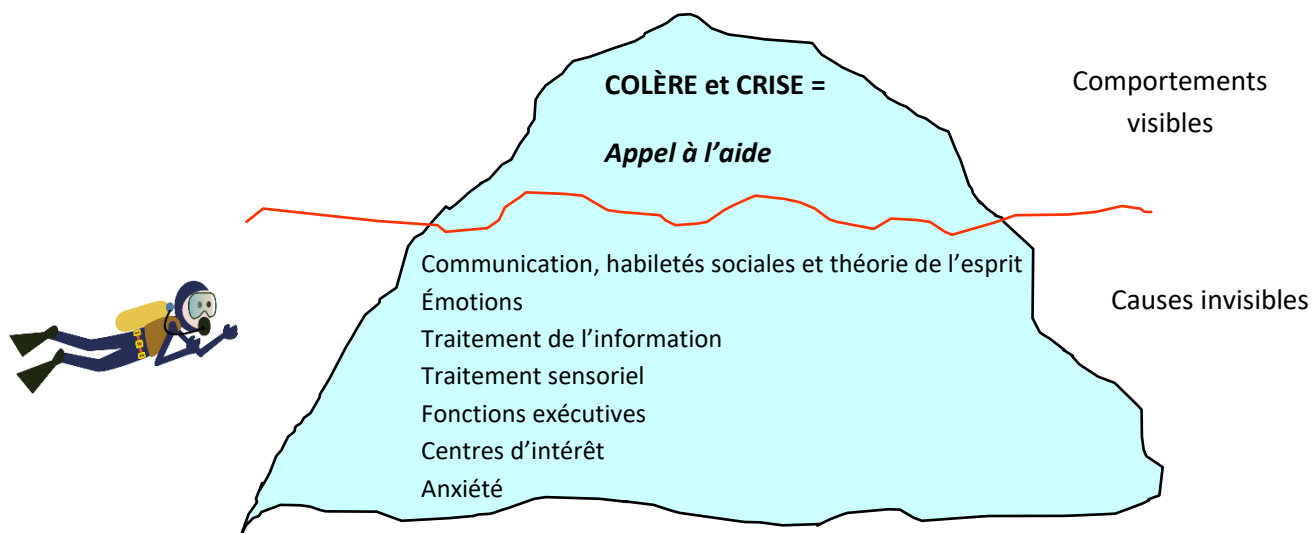 COLÈRE et CRISE =
Appel à l’aide
Comportements
visibles
Communication, habiletés sociales et théorie de l’esprit
Émotions
Traitement de l’information
Traitement sensoriel
Fonctions exécutives
Centres d’intérêt
Anxiété
Causes invisibles